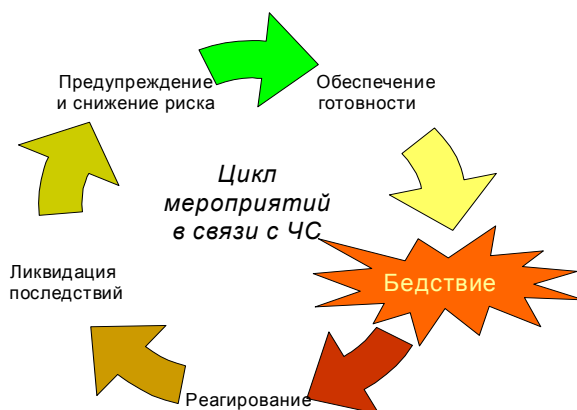 Предупреждение
и снижение риска
Обеспечение
готовности
Цикл
мероприятий
в связи с ЧС
Бедствие
Ликвидация
последствий
Реагирование